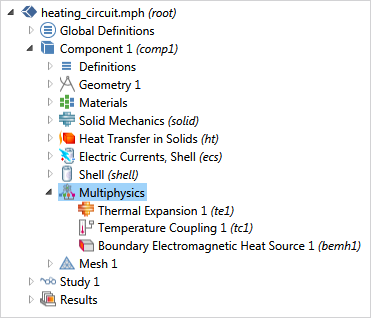 heating_circuit.mph (root)
Global Definitions
Component 1 (comp1)
Definitions
Geometry 1
Materials
Solid Mechanics (solid)
Heat Transfer in Solids (ht)
Electric Currents, Shell (ecs)
Shell (shell)
Multiphysics
Thermal Expansion 1 (te1)
Temperature Coupling 1 (tc1)
Boundary Electromagnetic Heat Source 1 (bemh1)
Mesh 1
Study 1
Results